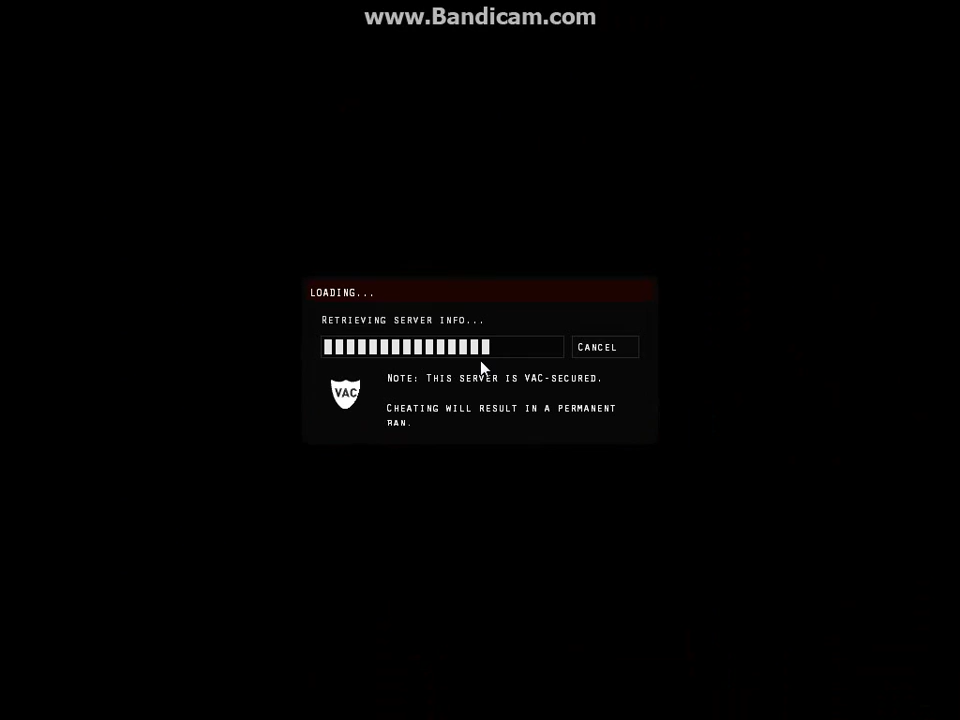 www.Bandicam.com
LOADING...
RETRIEVING SERVER INFO...
CANCEL
NOTE: THIS SERVER IS VAC-SECURED.
VAC
CHEATING WILL RESULT IN A PERMANENT
BAN.